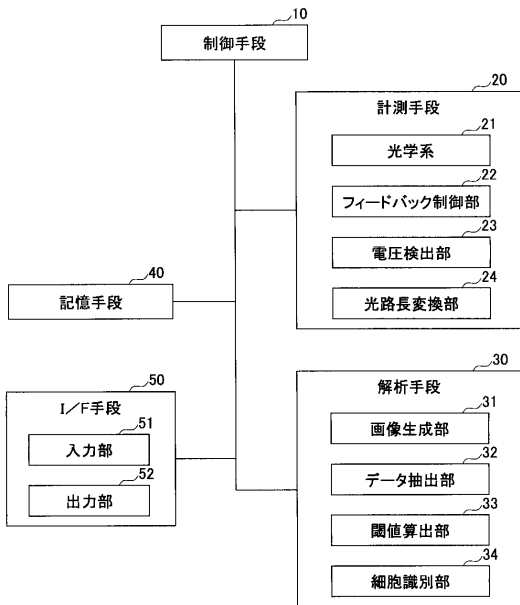 10
制御手段
20
計測手段
21
光学系
22
フィードバック制御部
23
電圧検出部
24
光路長変換部
40
記憶手段
50
I/F手段
51
入力部
52
出力部
30
解析手段
31
画像生成部
32
データ抽出部
33
閾値算出部
34
細胞識別部